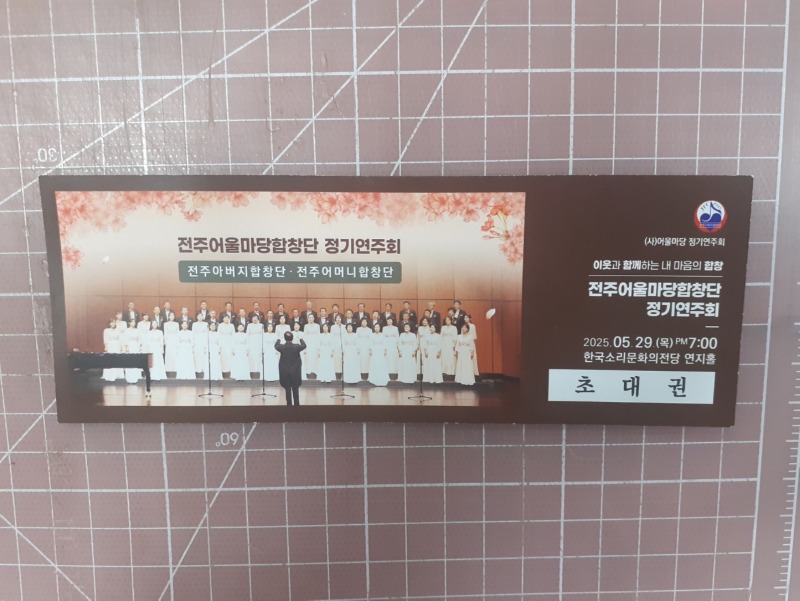 전주어울마당합창단 정기연주회
전주아버지합창단 · 전주어머니합창단
(사)어울마당 정기연주회
이웃과 함께하는 내 마음의 합창
전주어울마당합창단
정기연주회
2025.05.29.(목) PM7:00
한국소리문화의전당 연지홀
초 대 권
30
60°